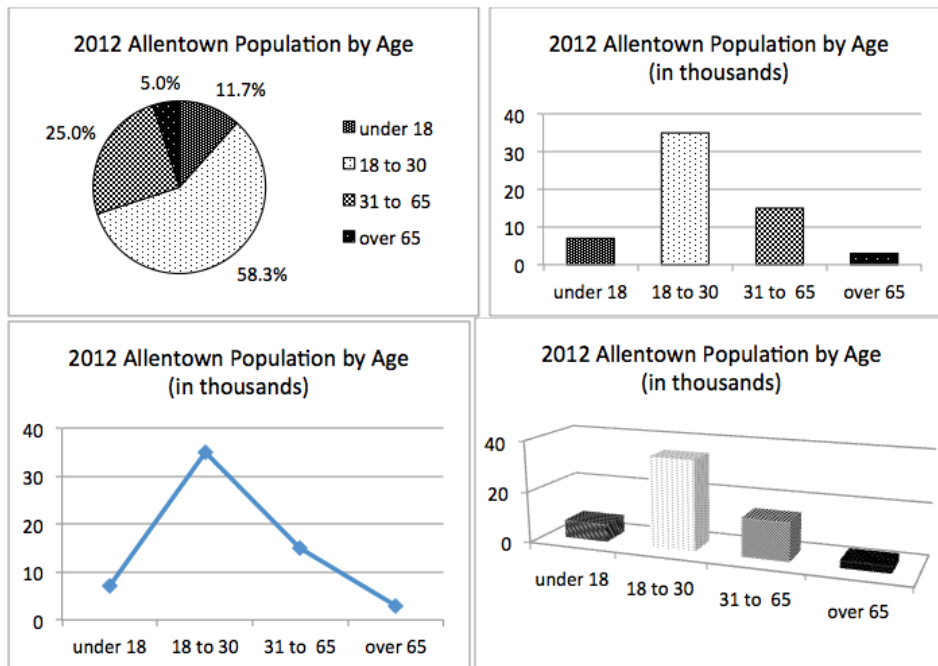 2012 Allentown Population by Age
5.0%
11.7%
25.0%
58.3%
under 18
18 to 30
31 to 65
over 65
2012 Allentown Population by Age
(in thousands)
40
30
20
10
0
under 18 18 to 30 31 to 65 over 65
2012 Allentown Population by Age
(in thousands)
40
30
20
10
0
under 18 18 to 30 31 to 65 over 65
2012 Allentown Population by Age
(in thousands)
40
20
0
under 18
18 to 30
31 to 65
over 65